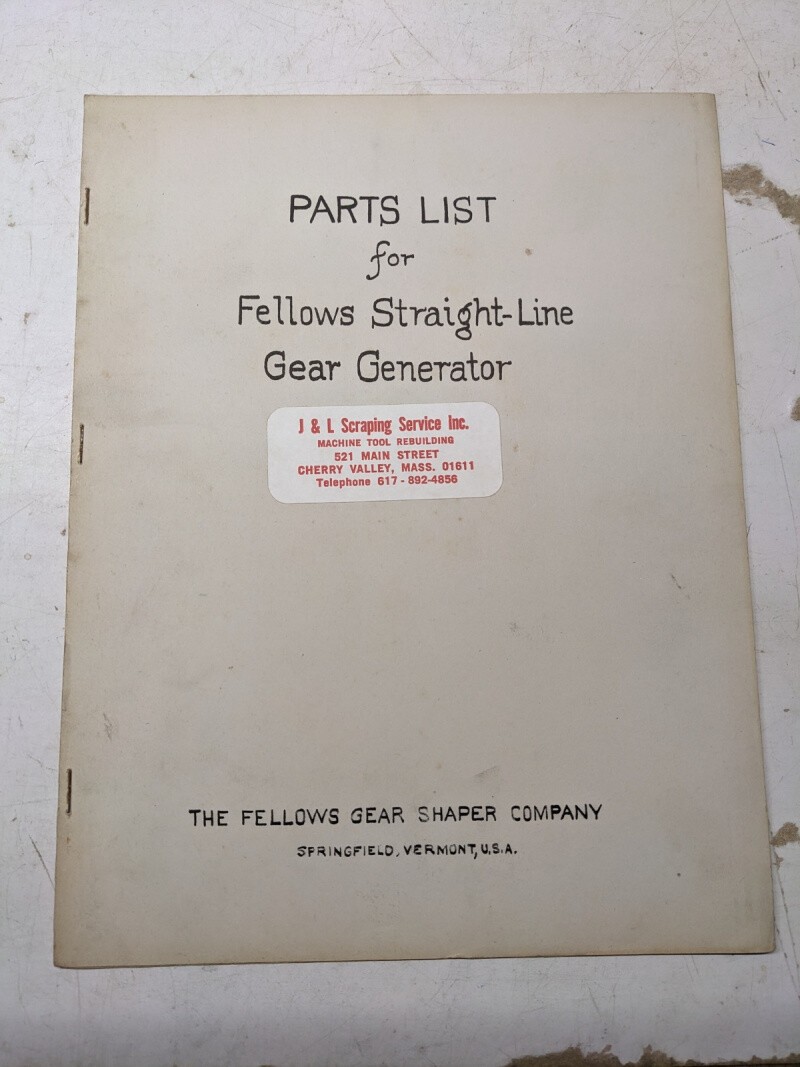 PARTS LIST
for
Fellows Straight-Line
Gear Generator
J & L Scraping Service Inc.
MACHINE TOOL REBUILDING
521 MAIN STREET
CHERRY VALLEY, MASS. 01611
Telephone 617-892-4856
THE FELLOWS GEAR SHAPER COMPANY
SPRINGFIELD, VERMONT, U.S.A.